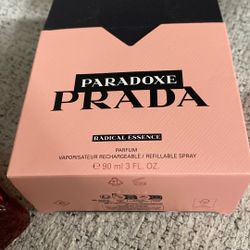 PARADOXE
PRADA
RADICAL ESSENCE
PARFUM
VAPORISATEUR RECHARGEABLE / REFILLABLE SPRAY
℮ 90 ml 3 FL. OZ.